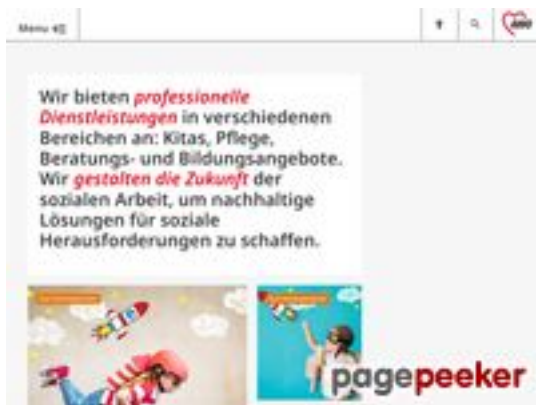 Menu
Wir bieten professionelle
Dienstleistungen in verschiedenen
Bereichen an: Kitas, Pflege,
Beratungs- und Bildungsangebote.
Wir gestalten die Zukunft der
sozialen Arbeit, um nachhaltige
Lösungen für soziale
Herausforderungen zu schaffen.
pagepeeker